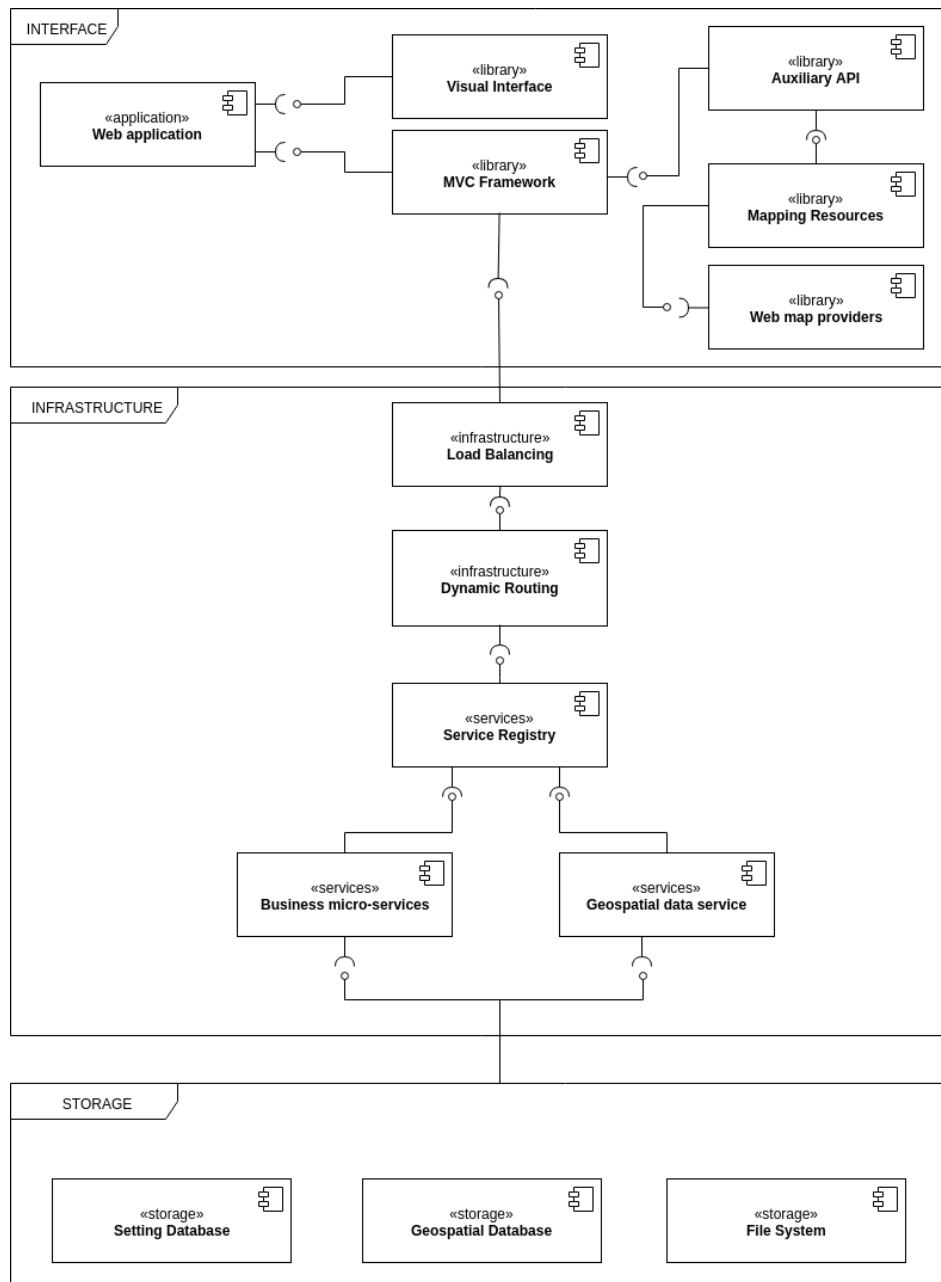 INTERFACE
«application»
Web application
«library»
Visual Interface
«library»
MVC Framework
«library»
Auxiliary API
«library»
Mapping Resources
«library»
Web map providers
INFRASTRUCTURE
«infrastructure»
Load Balancing
«infrastructure»
Dynamic Routing
«services»
Service Registry
«services»
Business micro-services
«services»
Geospatial data service
STORAGE
«storage»
Setting Database
«storage»
Geospatial Database
«storage»
File System